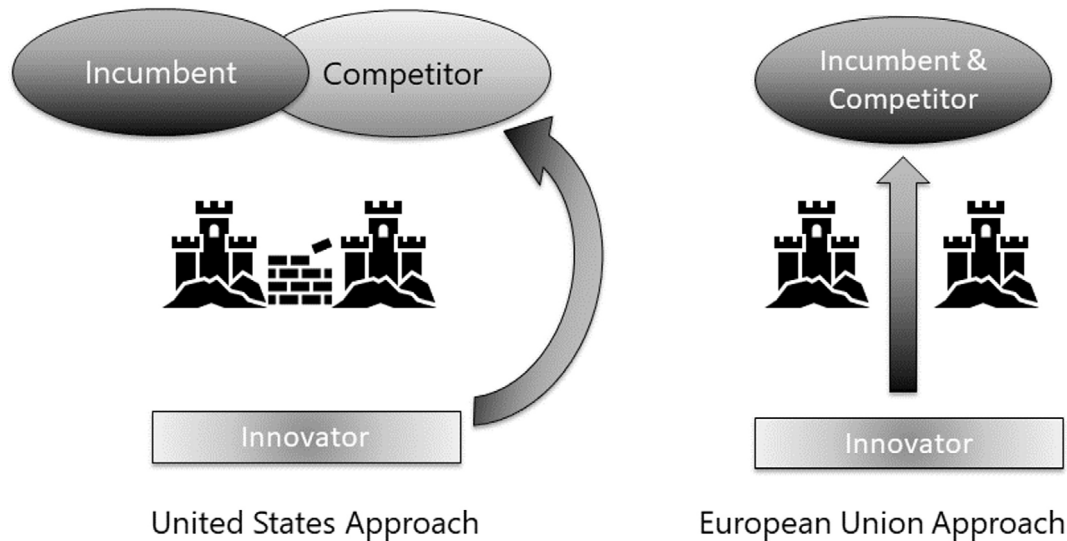 Incumbent
Competitor
Innovator
United States Approach
Incumbent &
Competitor
Innovator
European Union Approach